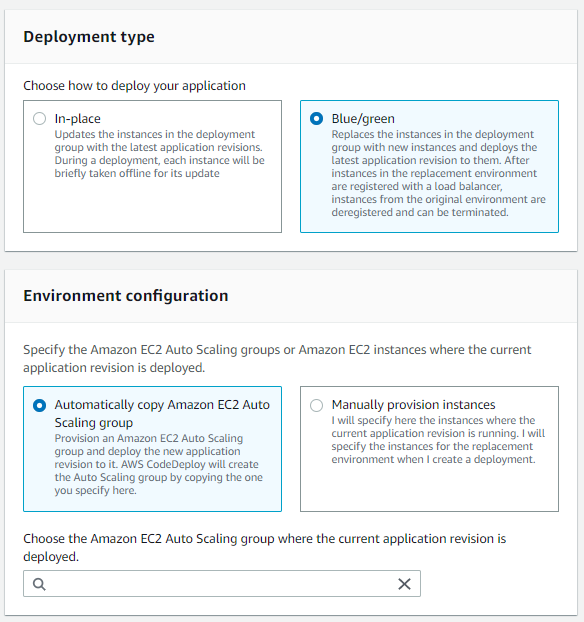 Deployment type
Choose how to deploy your application
In-place
Updates the instances in the deployment
group with the latest application revisions.
During a deployment, each instance will be
briefly taken offline for its update
Blue/green
Replaces the instances in the deployment
group with new instances and deploys the
latest application revision to them. After
instances in the replacement environment
are registered with a load balancer,
instances from the original environment are
deregistered and can be terminated.
Environment configuration
Specify the Amazon EC2 Auto Scaling groups or Amazon EC2 instances where the current
application revision is deployed.
Automatically copy Amazon EC2 Auto
Scaling group
Provision an Amazon EC2 Auto Scaling
group and deploy the new application
revision to it. AWS CodeDeploy will create
the Auto Scaling group by copying the one
you specify here.
Manually provision instances
I will specify here the instances where the
current application revision is running. I will
specify the instances for the replacement
environment when I create a deployment.
Choose the Amazon EC2 Auto Scaling group where the current application revision is
deployed.